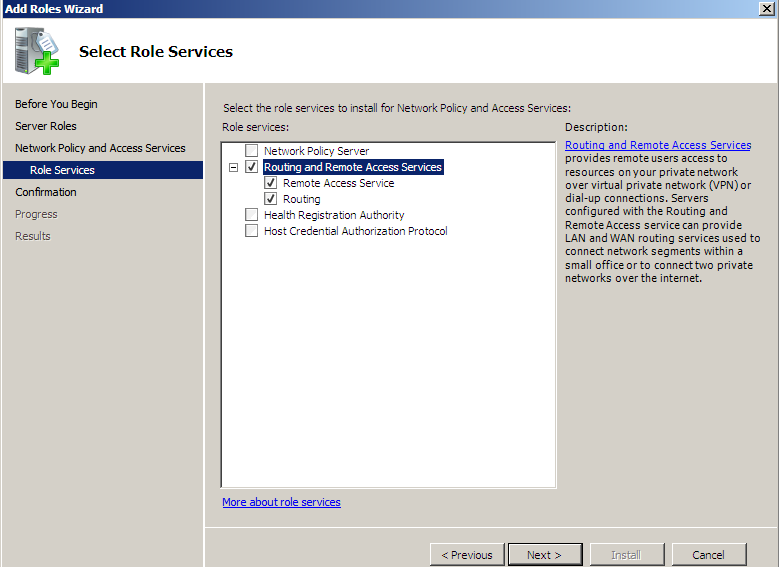 Add Roles Wizard
Select Role Services
Before You Begin
Server Roles
Network Policy and Access Services
Role Services
Confirmation
Progress
Results
Select the role services to install for Network Policy and Access Services:
Role services:
Network Policy Server
Routing and Remote Access Services
Remote Access Service
Routing
Health Registration Authority
Host Credential Authorization Protocol
More about role services
Description:
Routing and Remote Access Services
provides remote users access to
resources on your private network
over virtual private network (VPN) or
dial-up connections. Servers
configured with the Routing and
Remote Access service can provide
LAN and WAN routing services used to
connect network segments within a
small office or to connect two private
networks over the internet.
< Previous
Next >
Install
Cancel